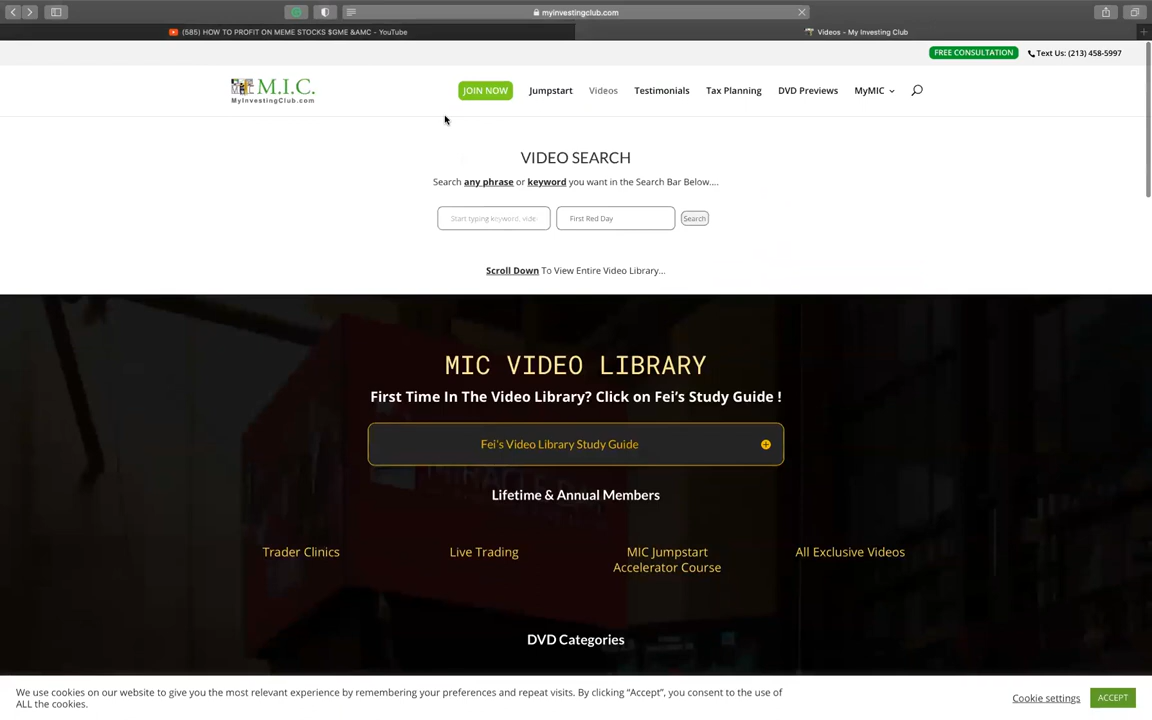 myinvestingclub.com
(585) HOW TO PROFIT ON MEME STOCKS $GME &AMC - YouTube
Videos - My Investing Club
FREE CONSULTATION
Text Us: (213) 458-5997
M.I.C.
MyInvestingClub.com
JOIN NOW
Jumpstart
Videos
Testimonials
Tax Planning
DVD Previews
MyMIC
VIDEO SEARCH
Search any phrase or keyword you want in the Search Bar Below....
Start typing keyword, vide
First Red Day
Search
Scroll Down To View Entire Video Library...
MIC VIDEO LIBRARY
First Time In The Video Library? Click on Fei's Study Guide !
Fei's Video Library Study Guide
Lifetime & Annual Members
Trader Clinics
Live Trading
MIC Jumpstart
Accelerator Course
All Exclusive Videos
DVD Categories
We use cookies on our website to give you the most relevant experience by remembering your preferences and repeat visits. By clicking “Accept”, you consent to the use of
ALL the cookies.
Cookie settings
ACCEPT